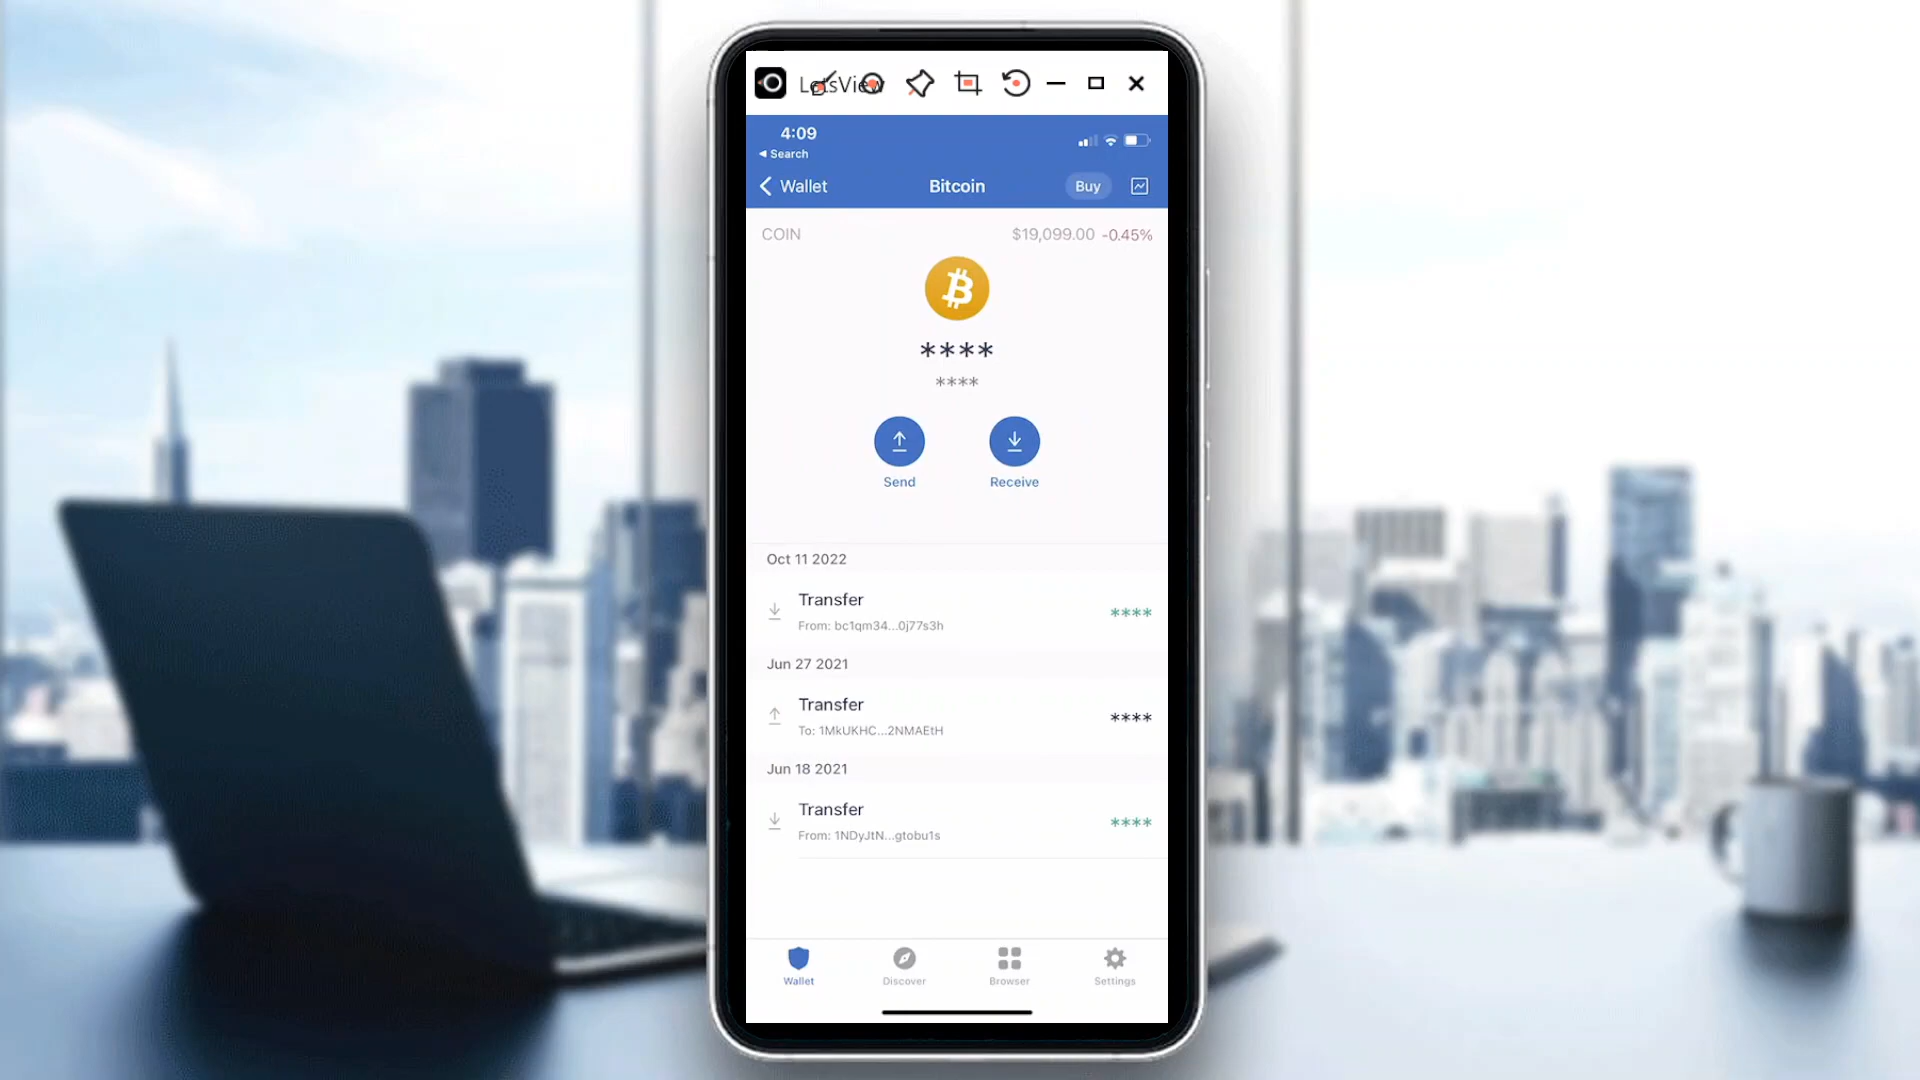 LetsView
4:09
◄ Search
Wallet
Bitcoin
Buy
COIN
$19,099.00 -0.45%
****
****
Send
Receive
Oct 11 2022
Transfer
****
From: bc1qm34...0j77s3h
Jun 27 2021
Transfer
****
To: 1MkUKHC...2NMAEtH
Jun 18 2021
Transfer
****
From: 1NDyJtN...gtobu1s
Wallet
Discover
Browser
Settings